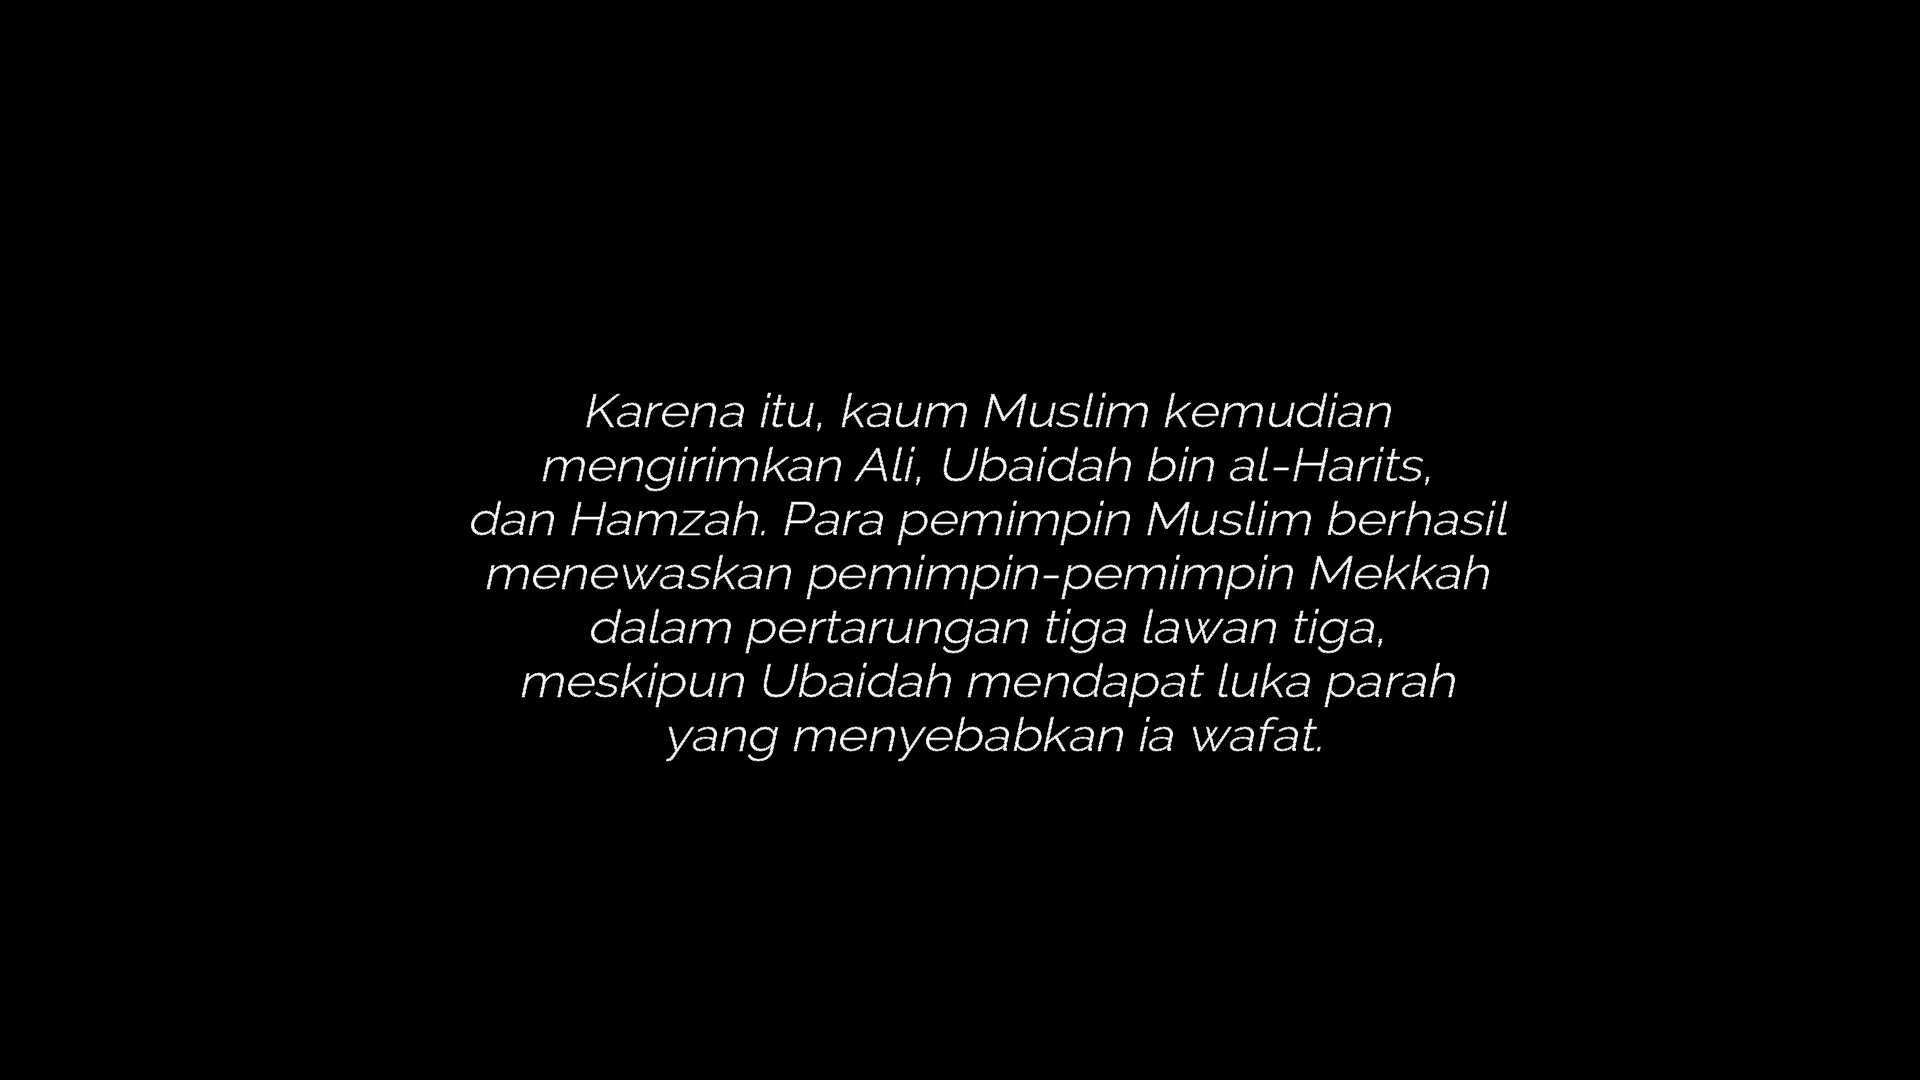 Karena itu, kaum Muslim kemudian
mengirimkan Ali, Ubaidah bin al-Harits,
dan Hamzah. Para pemimpin Muslim berhasil
menewaskan pemimpin-pemimpin Mekkah
dalam pertarungan tiga lawan tiga,
meskipun Ubaidah mendapat luka parah
yang menyebabkan ia wafat.